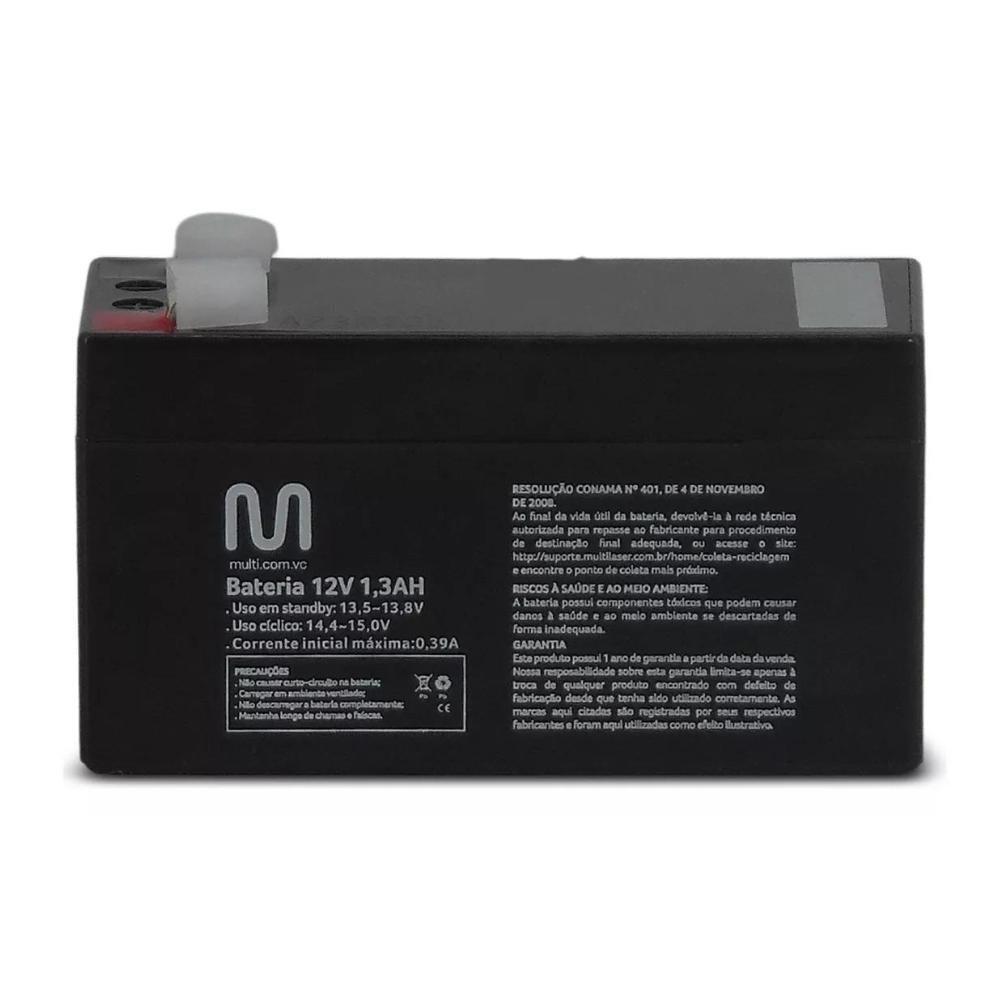 M
multi.com.vc
Bateria 12V 1,3AH
. Uso em standby: 13,5~13,8V
. Uso cíclico: 14,4~15,0V
. Corrente inicial máxima:0,39A
PRECAUÇÕES
. Não causar curto-circuito na bateria;
. Carregar em ambiente ventilado;
. Não descarregar a bateria completamente;
. Mantenha longe de chamas e faíscas.
Pb Pb
CE
RESOLUÇÃO CONAMA Nº 401, DE 4 DE NOVEMBRO
DE 2008.
Ao final da vida útil da bateria, devolvê-la à rede técnica
autorizada para repasse ao fabricante para procedimento
de destinação final adequada, ou acesse o site:
http://suporte.multilaser.com.br/home/coleta-reciclagem
e encontre o ponto de coleta mais próximo.
RISCOS À SAÚDE E AO MEIO AMBIENTE:
A bateria possui componentes tóxicos que podem causar
danos à saúde e ao meio ambiente se descartadas de
forma inadequada.
GARANTIA
Este produto possui 1 ano de garantia a partir da data da venda.
Nossa responsabilidade sobre esta garantia limita-se apenas à
troca de qualquer produto encontrado com defeito de
fabricação desde que tenha sido utilizado corretamente. As
marcas aqui citadas são registradas por seus respectivos
fabricantes e foram aqui utilizadas como efeito ilustrativo.